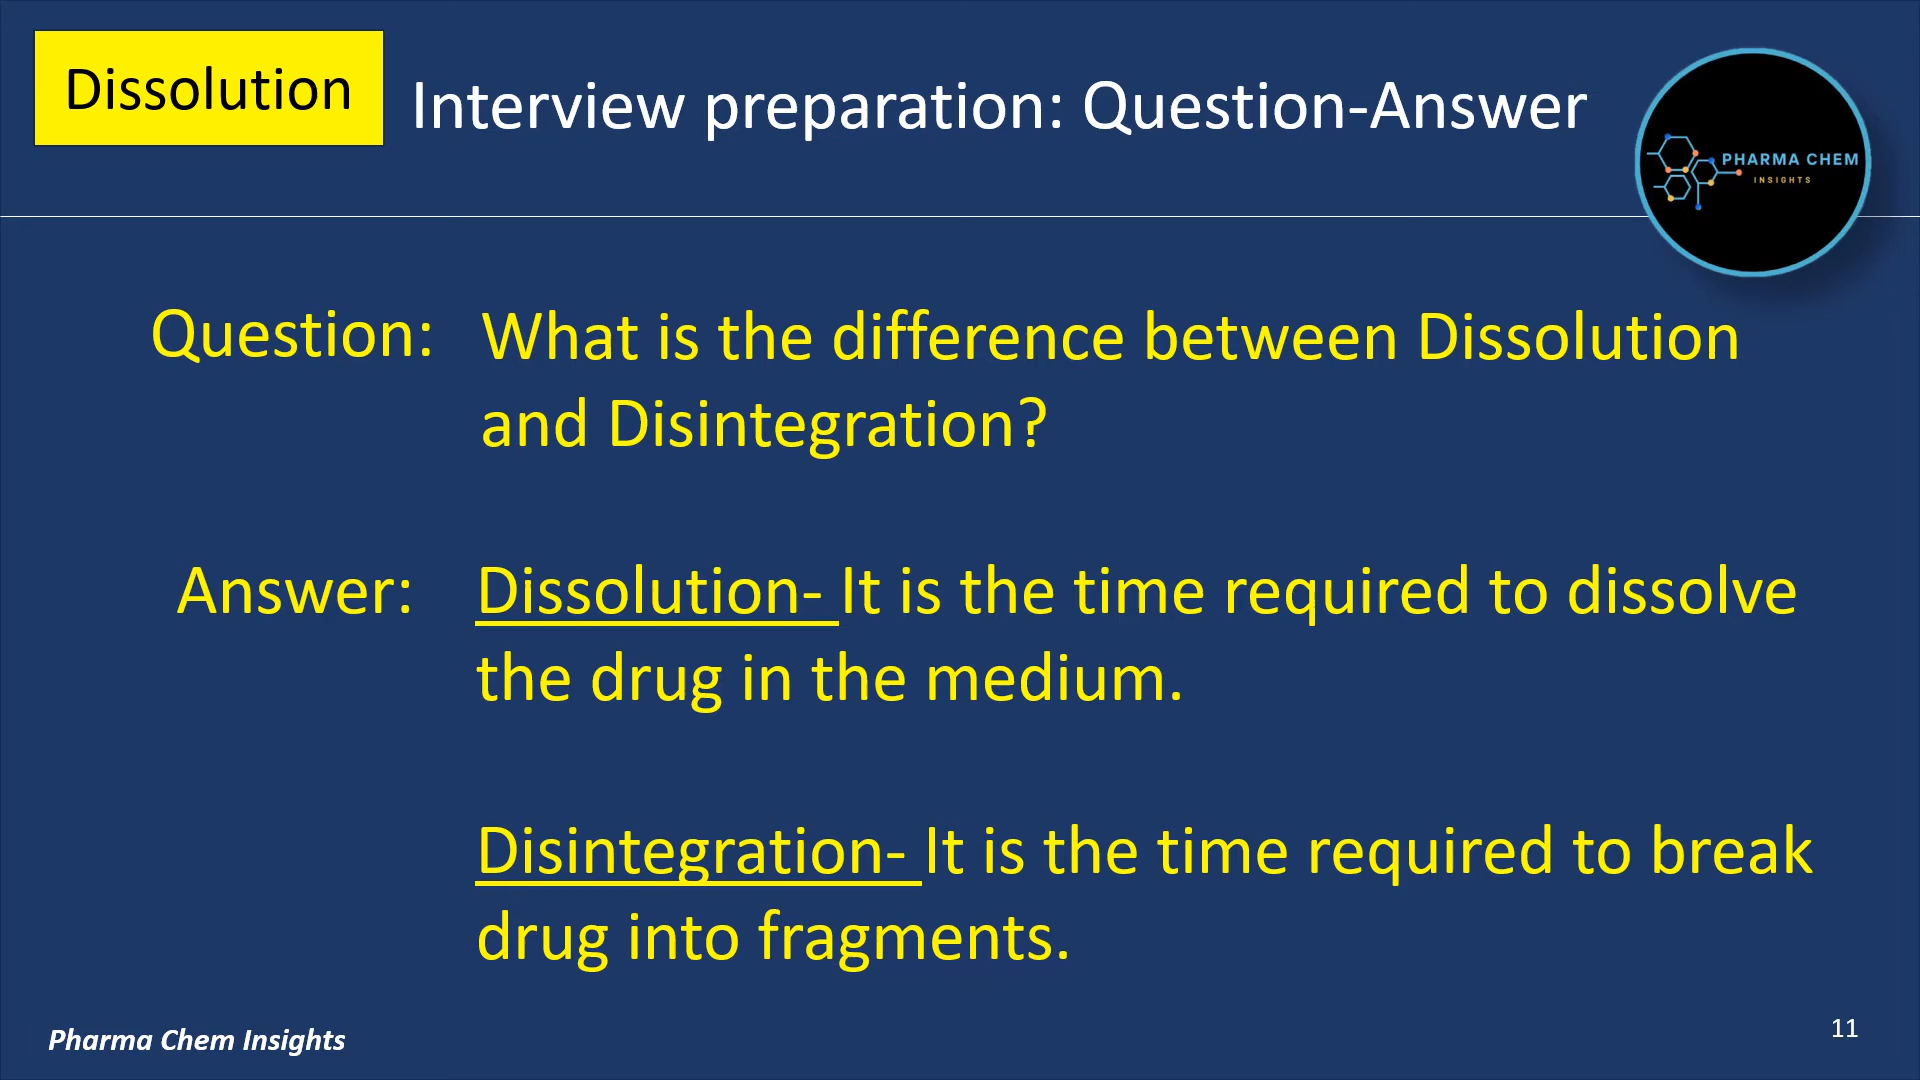 Dissolution
Interview preparation: Question-Answer
PHARMA CHEM
INSIGHTS
Question:
What is the difference between Dissolution
and Disintegration?
Answer:
Dissolution- It is the time required to dissolve
the drug in the medium.
Disintegration- It is the time required to break
drug into fragments.
Pharma Chem Insights
11